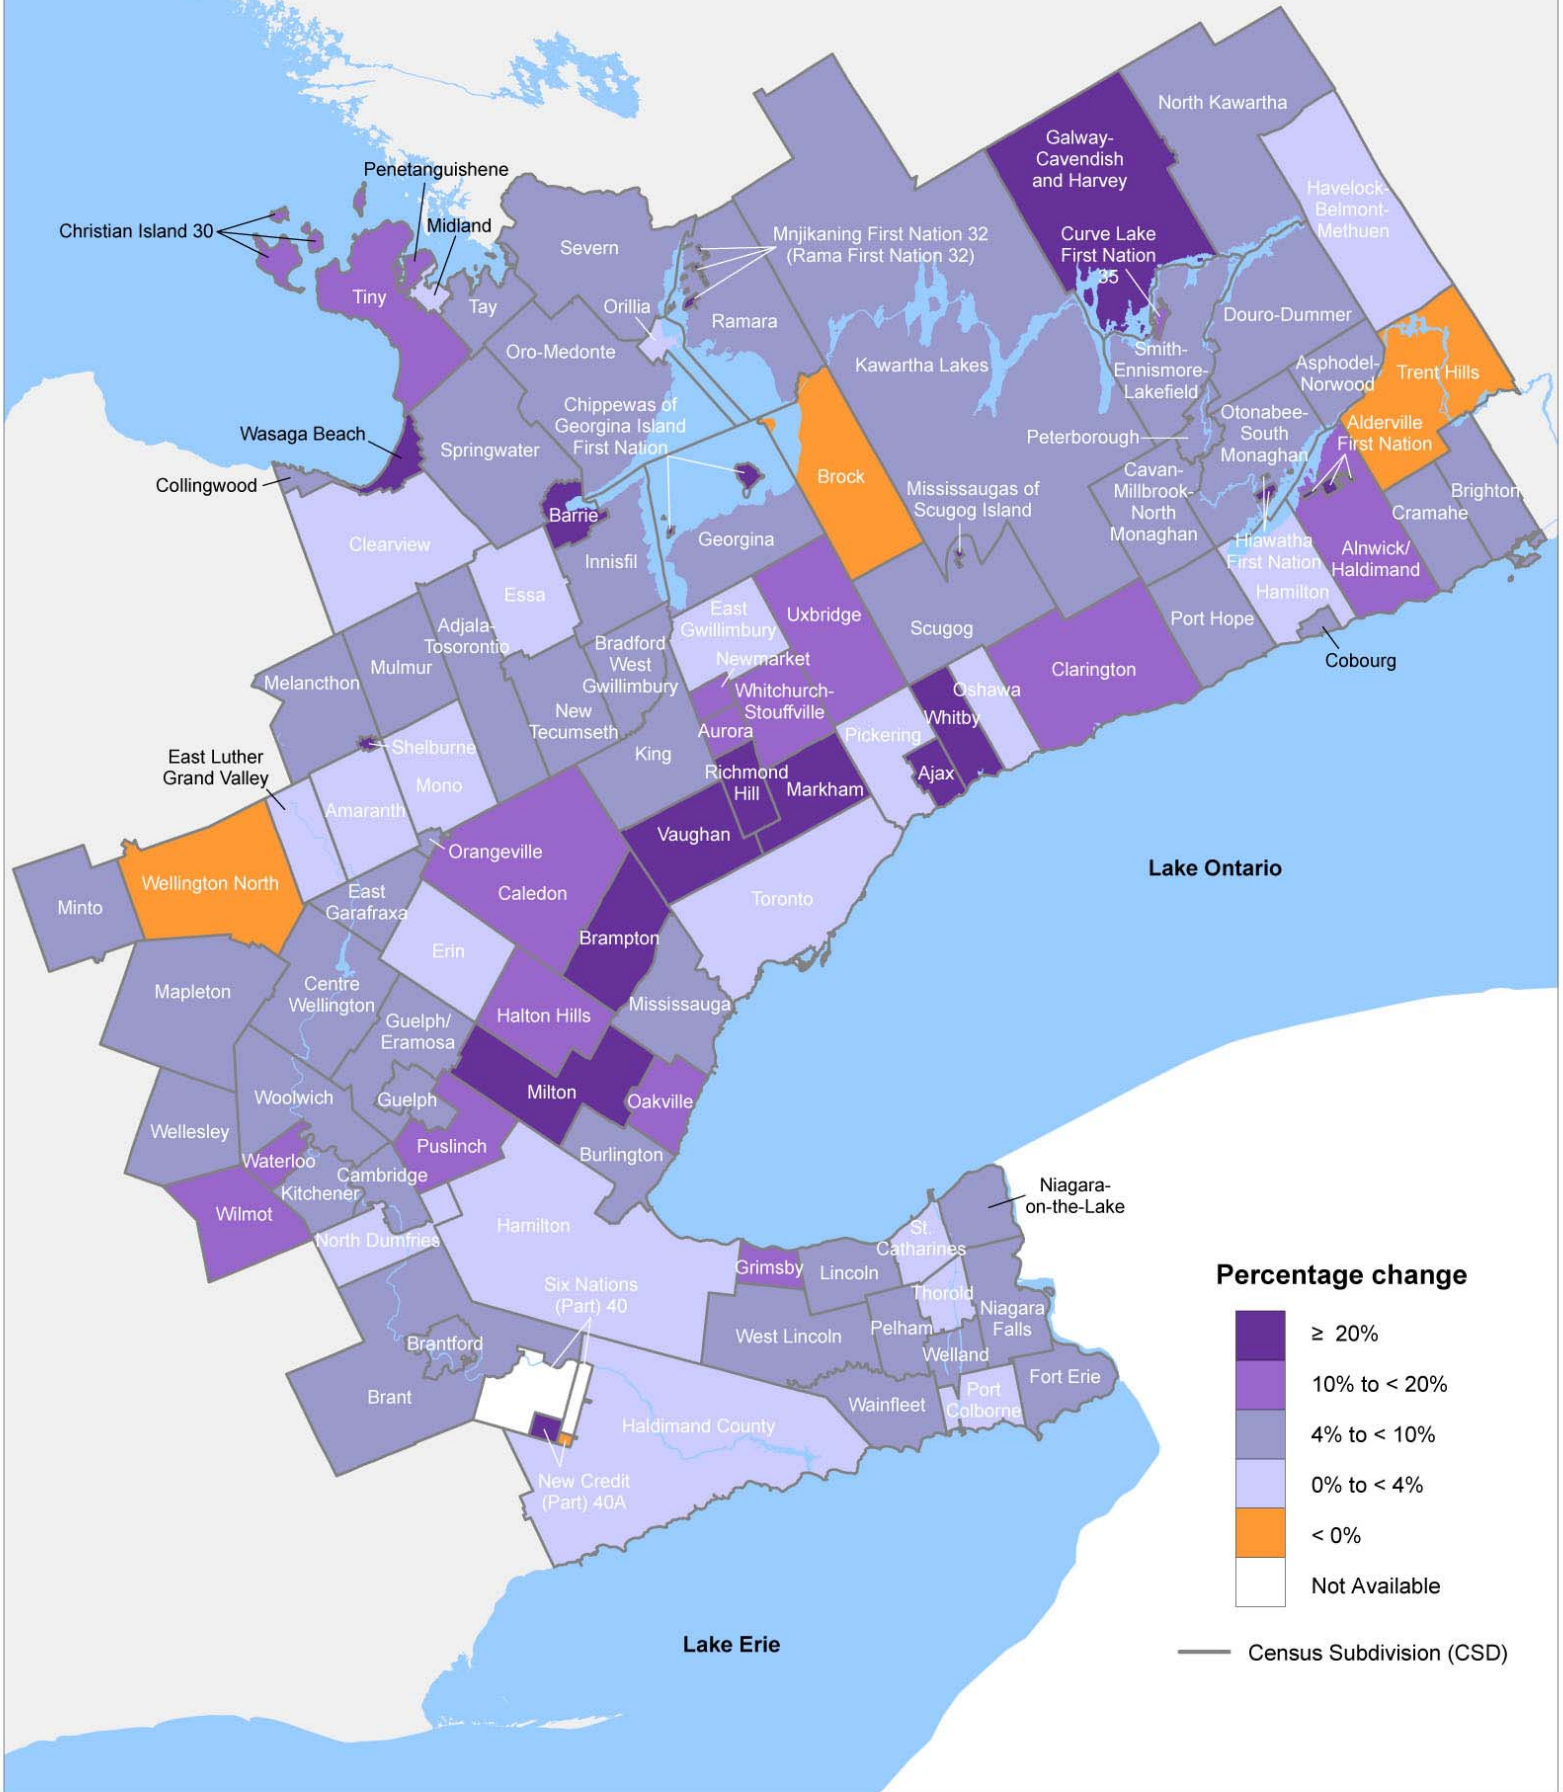 North Kawartha
Galway-
Cavendish
and Harvey
Penetanguishene
Havelock-
Belmont-
Methuen
Christian Island 30
Midland
Mnjikaning First Nation 32
(Rama First Nation 32)
Curve Lake
First Nation
35
Severn
Tiny
Tay
Orillia
Ramara
Douro-Dummer
Oro-Medonte
Kawartha Lakes
Smith-
Ennismore-
Lakefield
Asphodel-
Norwood
Trent Hills
Chippewas of
Georgina Island
First Nation
Otonabee-
South
Monaghan
Alderville
First Nation
Wasaga Beach
Springwater
Peterborough
Collingwood
Brock
Cavan-
Millbrook-
North
Monaghan
Mississaugas of
Scugog Island
Brighton
Cramahe
Barrie
Clearview
Georgina
Innisfil
Hiawatha
First Nation
Alnwick/
Haldimand
Essa
East
Gwillimbury
Uxbridge
Hamilton
Adjala-
Tosorontio
Scugog
Port Hope
Bradford
West
Gwillimbury
Mulmur
Newmarket
Clarington
Cobourg
Melancthon
Whitchurch-
Stouffville
Oshawa
New
Tecumseth
Whitby
Aurora
Pickering
Shelburne
King
East Luther
Grand Valley
Richmond
Hill
Ajax
Mono
Markham
Amaranth
Vaughan
Orangeville
Lake Ontario
Wellington North
Caledon
East
Garafraxa
Toronto
Minto
Brampton
Erin
Mapleton
Centre
Wellington
Mississauga
Halton Hills
Guelph/
Eramosa
Milton
Woolwich
Guelph
Oakville
Wellesley
Puslinch
Burlington
Waterloo
Cambridge
Kitchener
Niagara-
on-the-Lake
Wilmot
Hamilton
St.
Catharines
North Dumfries
Grimsby
Lincoln
Six Nations
(Part) 40
Thorold
Niagara
Falls
Pelham
West Lincoln
Brantford
Welland
Fort Erie
Brant
Port
Colborne
Wainfleet
Haldimand County
New Credit
(Part) 40A
Lake Erie
Percentage change
≥ 20%
10% to < 20%
4% to < 10%
0% to < 4%
< 0%
Not Available
Census Subdivision (CSD)